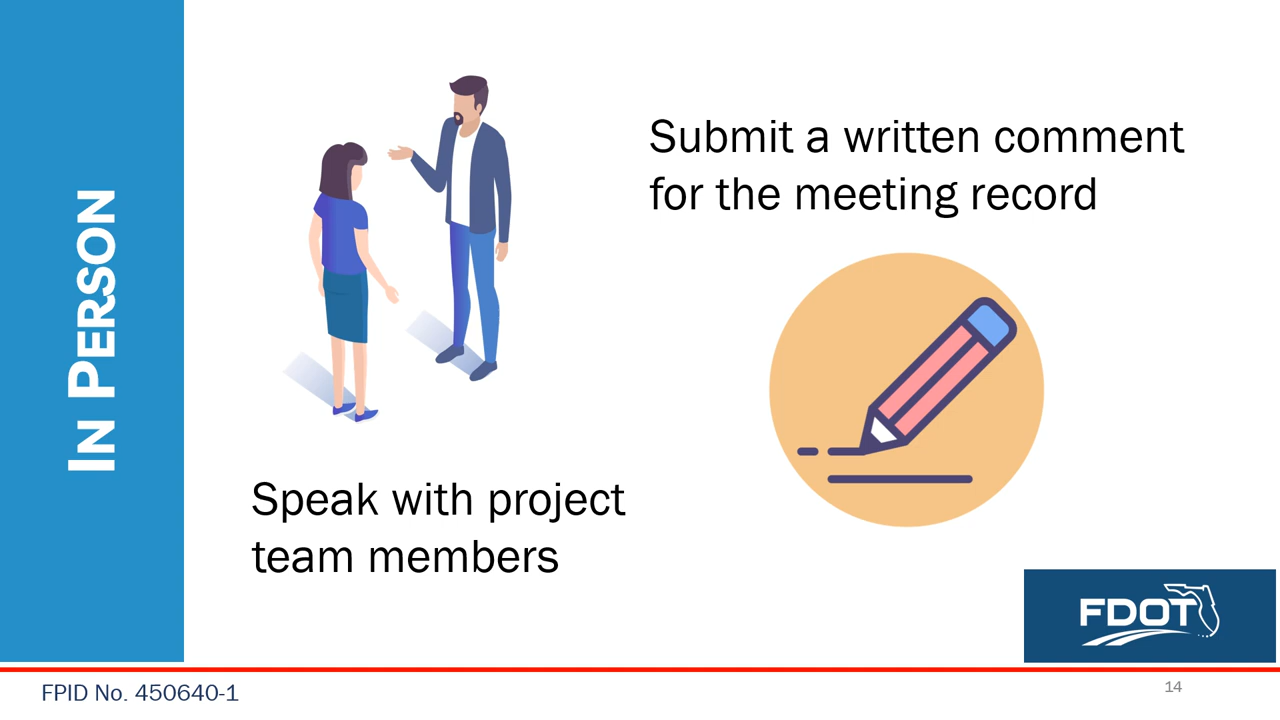 IN PERSON
Submit a written comment
for the meeting record
Speak with project
team members
FDOT
FPID No. 450640-1
14